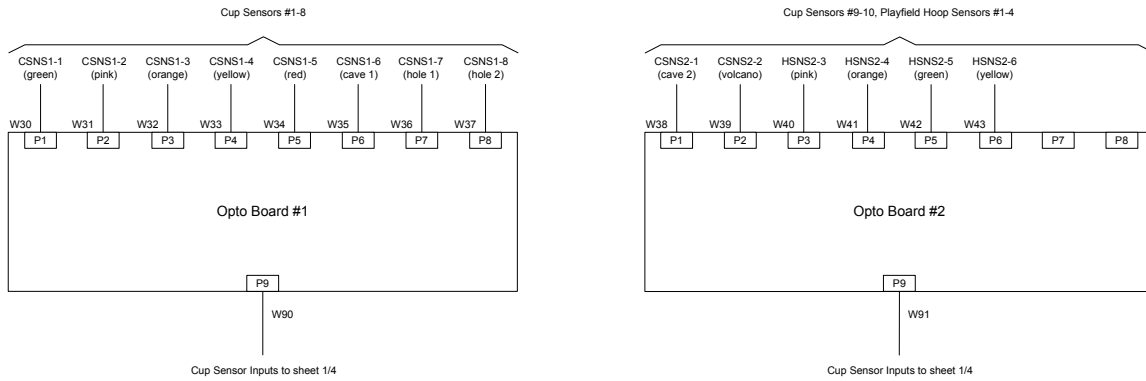 Cup Sensors #1-8
CSNS1-1 CSNS1-2 CSNS1-3 CSNS1-4 CSNS1-5 CSNS1-6 CSNS1-7 CSNS1-8
(green) (pink) (orange) (yellow) (red) (cave 1) (hole 1) (hole 2)
W30 W31 W32 W33 W34 W35 W36 W37
P1 P2 P3 P4 P5 P6 P7 P8
Opto Board #1
P9
W90
Cup Sensor Inputs to sheet 1/4
Cup Sensors #9-10, Playfield Hoop Sensors #1-4
CSNS2-1 CSNS2-2 HSNS2-3 HSNS2-4 HSNS2-5 HSNS2-6
(cave 2) (volcano) (pink) (orange) (green) (yellow)
W38 W39 W40 W41 W42 W43
P1 P2 P3 P4 P5 P6 P7 P8
Opto Board #2
P9
W91
Cup Sensor Inputs to sheet 1/4